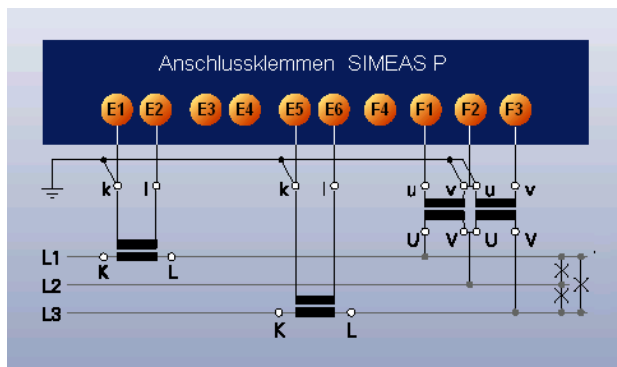 Anschlussklemmen SIMEAS P
E1 E2 E3 E4 E5 E6 F4 F1 F2 F3
k l k l u v u v
U V U V
L1
K L
L2
L3
K L